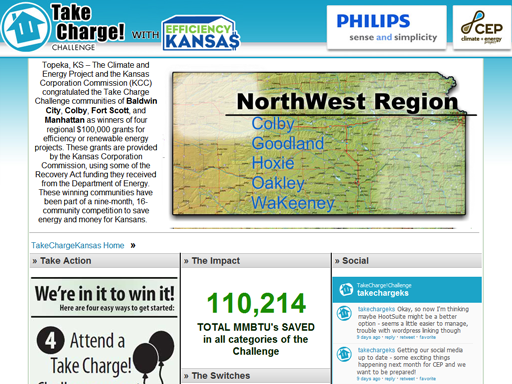 Take
Charge!
CHALLENGE
WITH
EFFICIENCY
KANSAS
PHILIPS
sense and simplicity
CEP
climate + energy
Topeka, KS – The Climate and
Energy Project and the Kansas
Corporation Commission (KCC)
congratulated the Take Charge
Challenge communities of Baldwin
City, Colby, Fort Scott, and
Manhattan as winners of four
regional $100,000 grants for
efficiency or renewable energy
projects. These grants are provided
by the Kansas Corporation
Commission, using some of the
Recovery Act funding they received
from the Department of Energy.
These winning communities have
been part of a nine-month, 16-
community competition to save
energy and money for Kansans.
NorthWest Region
Colby
Goodland
Hoxie
Oakley
WaKeeney
TakeChargeKansas Home »
» Take Action
We're in it to win it!
Here are four easy ways to get started:
4 Attend a
Take Charge!
» The Impact
110,214
TOTAL MMBTU's SAVED
in all categories of the
Challenge
» The Switches
» Social
TakeCharge!Challenge
takechargeks
takechargeks Okay, so now I'm thinking
maybe HootSuite might be a better
option - seems a little easier to manage,
trouble with wordpress linking though
6 days ago · reply · retweet · favorite
takechargeks Getting our social media
up to date - some exciting things
happening next month for CEP and we
want to be prepared!
6 days ago · reply · retweet · favorite